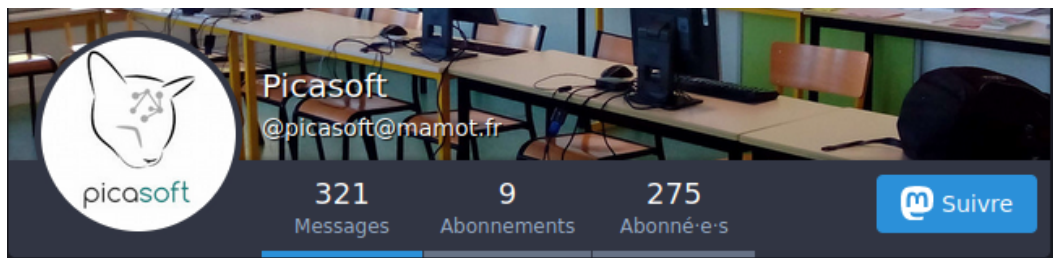 Picasoft
@picasoft@mamot.fr
picasoft
321
Messages
9
Abonnements
275
Abonné·e·s
Suivre